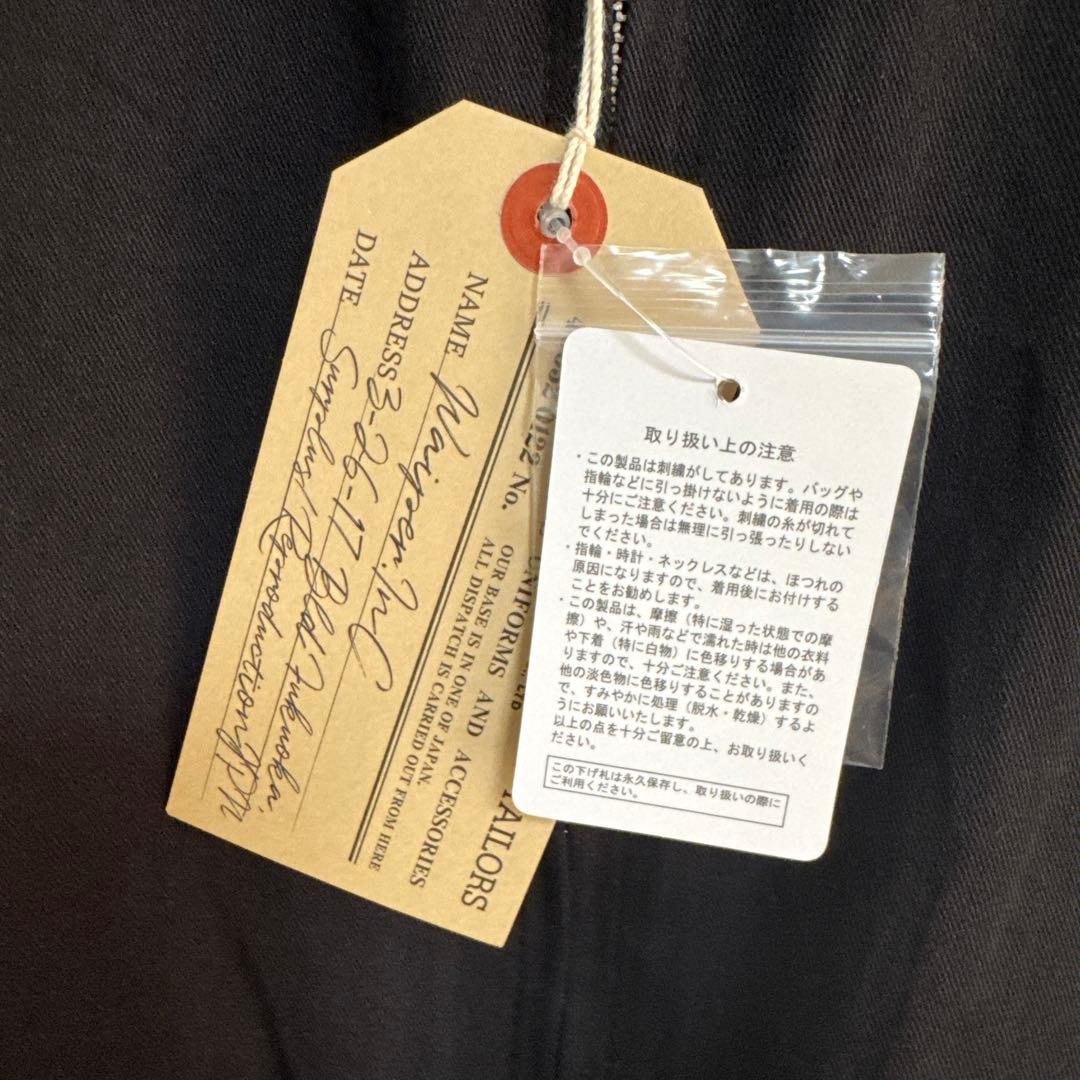 DATE Surplus/Reproduction/
ADDRESS 3-26-17 Bld Fukuoka.
NAME Waiper.Inc
No.
OUR BASE IS IN ONE OF JAPAN.
ALL DISPATCH IS CARRIED OUT FROM HERE
UNIFORMS AND ACCESSORIES
TAILORS
LTD
0122
取り扱い上の注意
・この製品は刺繍がしてあります。バッグや
指輪などに引っ掛けないように着用の際は
十分にご注意ください。刺繍の糸が切れて
しまった場合は無理に引っ張ったりしない
でください。
・指輪・時計・ネックレスなどは、ほつれの
原因になりますので、着用後にお付けする
ことをお勧めします。
・この製品は、摩擦（特に湿った状態での摩
擦）や、汗や雨などで濡れた時は他の衣料
や下着（特に白物）に色移りする場合があ
りますので、十分ご注意ください。また、
他の淡色物に色移りすることがありますの
で、すみやかに処理（脱水・乾燥）するよ
うにお願いいたします。
以上の点を十分ご留意の上、お取り扱いく
ださい。
この下げ札は永久保存し、取り扱いの際に
ご利用ください。